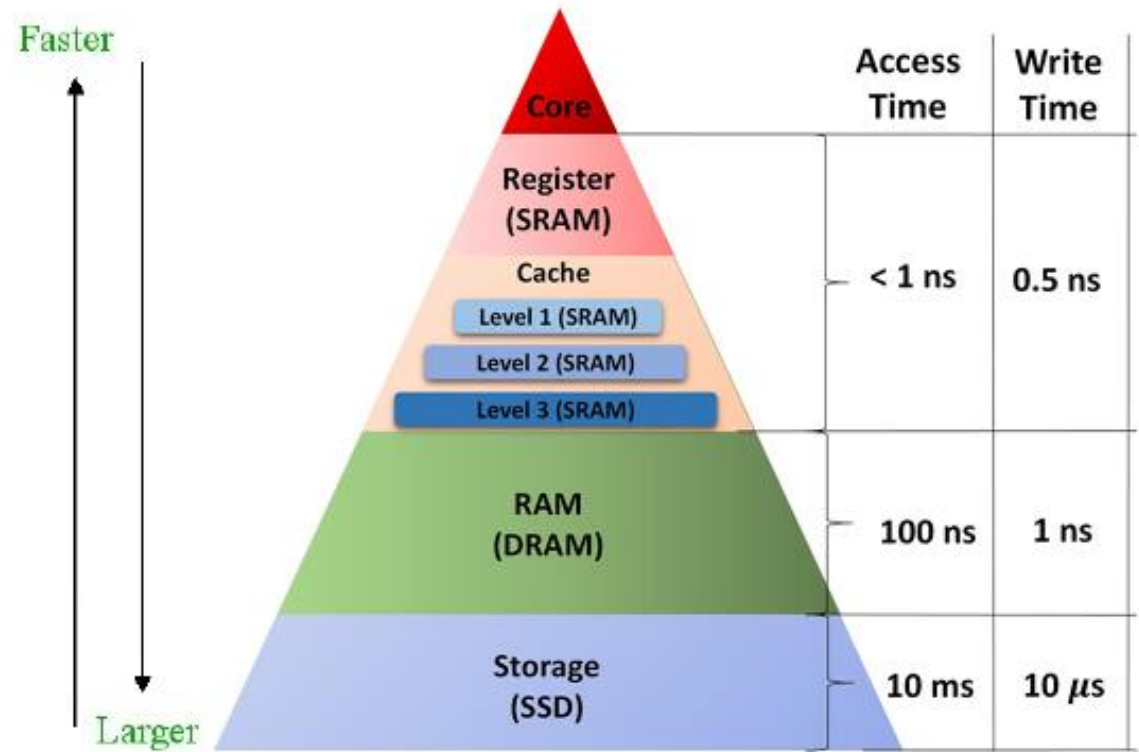 Faster
Larger
Core
Register
(SRAM)
Cache
Level 1 (SRAM)
Level 2 (SRAM)
Level 3 (SRAM)
RAM
(DRAM)
Storage
(SSD)
Access Write
Time Time
< 1 ns 0.5 ns
100 ns 1 ns
10 ms 10 μs